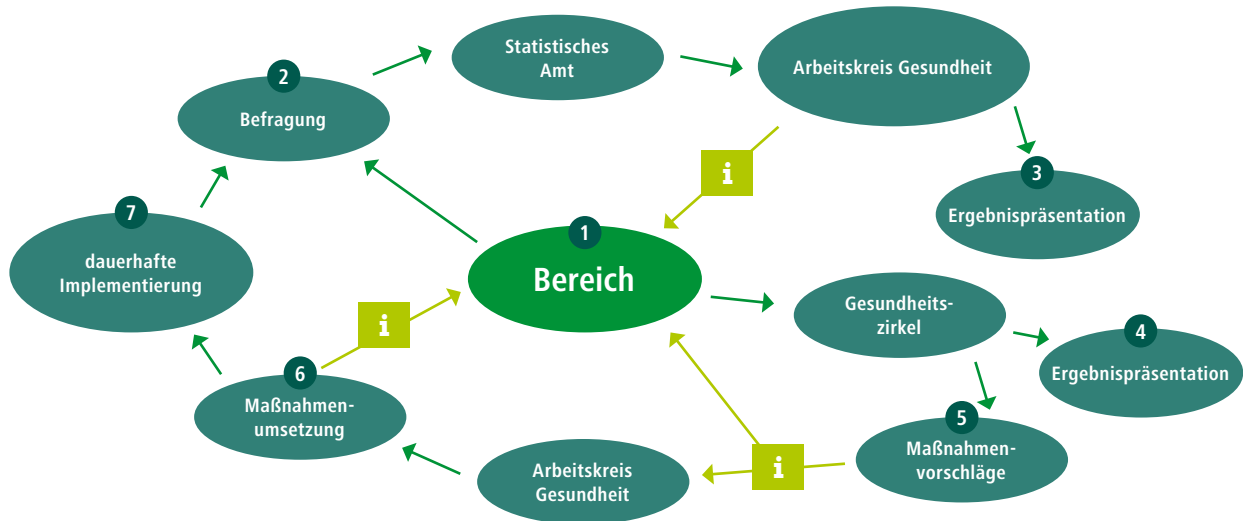 Statistisches
Amt
Arbeitskreis Gesundheit
2
Befragung
i
3
Ergebnispräsentation
7
dauerhafte
Implementierung
1
Bereich
i
Gesundheits-
zirkel
4
Ergebnispräsentation
6
Maßnahmen-
umsetzung
5
Maßnahmen-
vorschläge
i
Arbeitskreis
Gesundheit